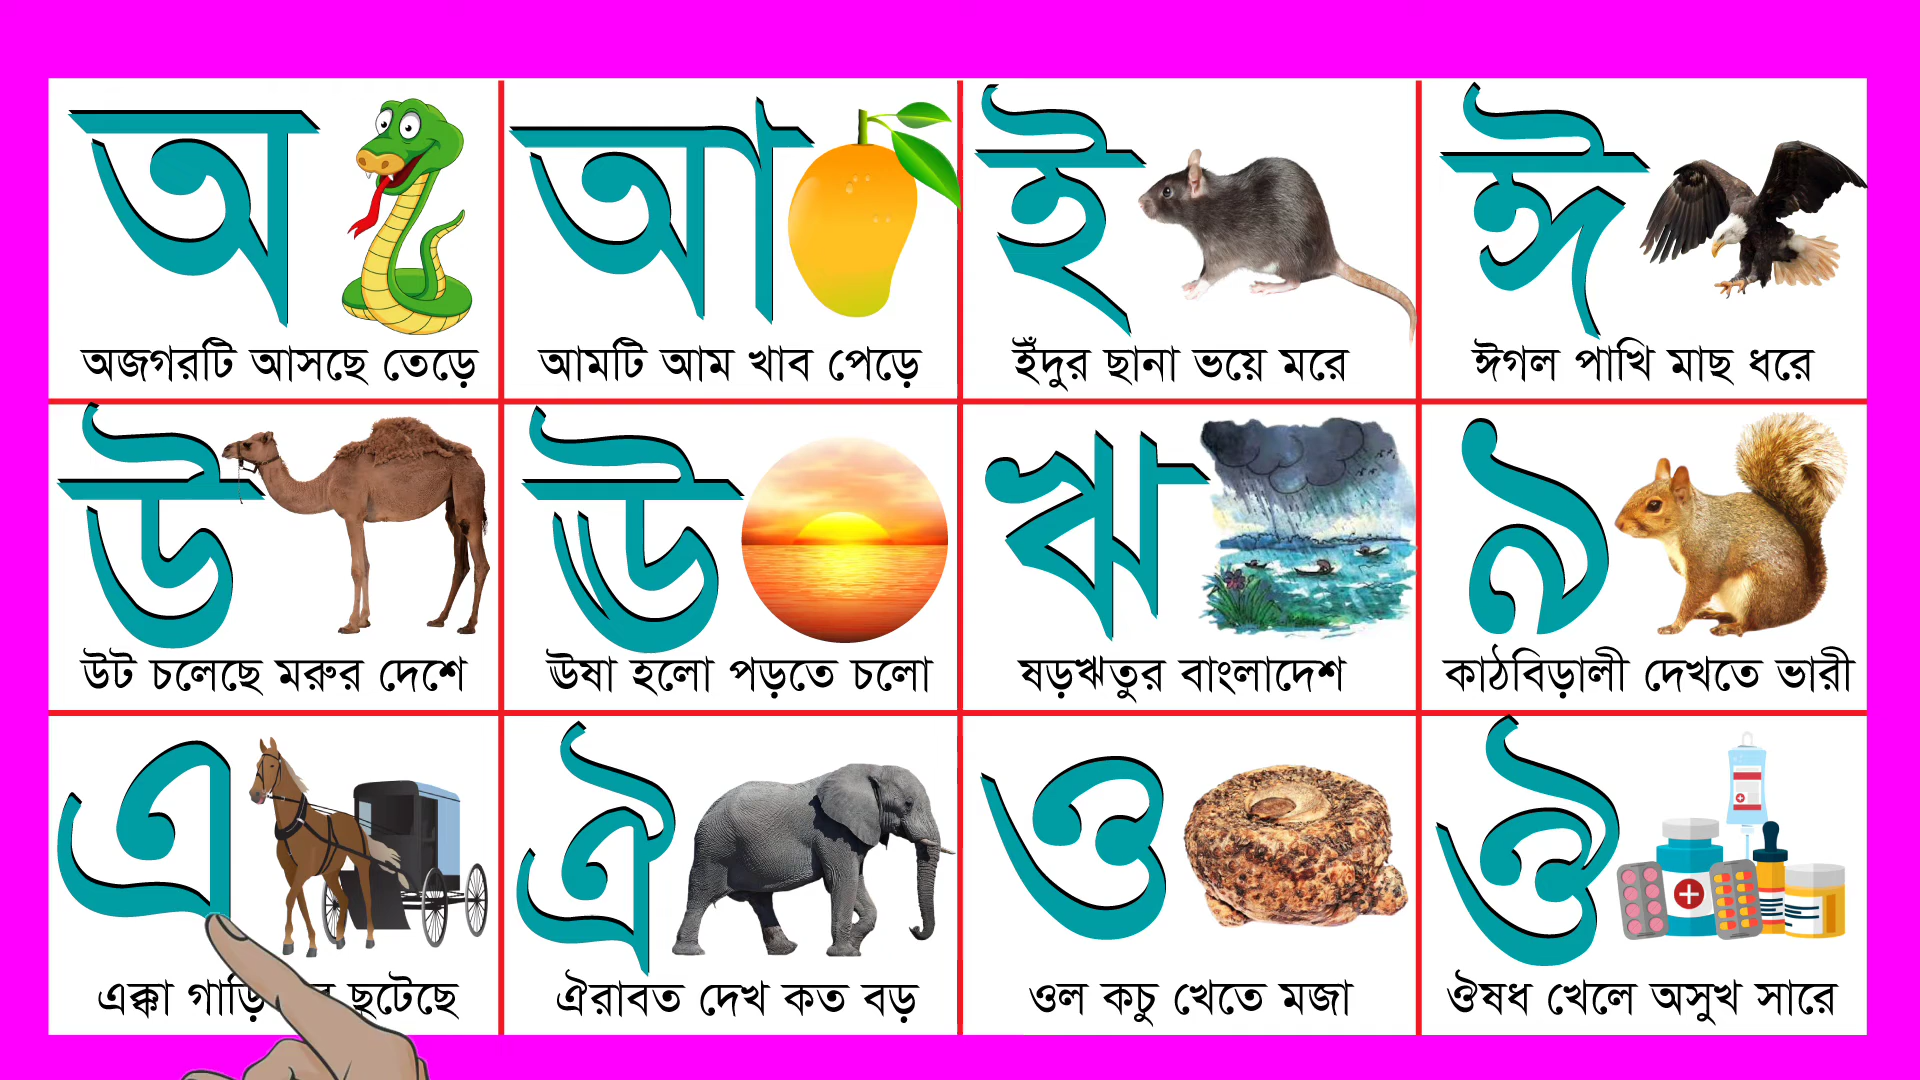 অ
অজগরটি আসছে তেড়ে
আ
আমটি আম খাব পেড়ে
ই
ইঁদুর ছানা ভয়ে মরে
ঈ
ঈগল পাখি মাছ ধরে
উ
উট চলেছে মরুর দেশে
ঊ
ঊষা হলো পড়তে চলো
ঋ
ষড়ঋতুর বাংলাদেশ
ঌ
কাঠবিড়ালী দেখতে ভারী
এ
এক্কা গাড়ি ছুটেছে
ঐ
ঐরাবত দেখ কত বড়
ও
ওল কচু খেতে মজা
ঔ
ঔষধ খেলে অসুখ সারে